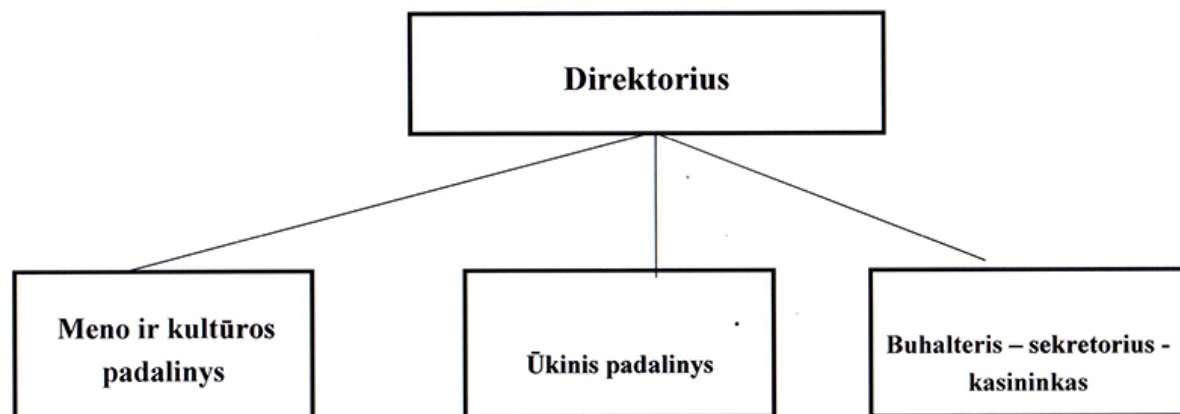 Direktorius
Meno ir kultūros
padalinys
Ūkinis padalinys
Buhalteris – sekretorius -
kasininkas